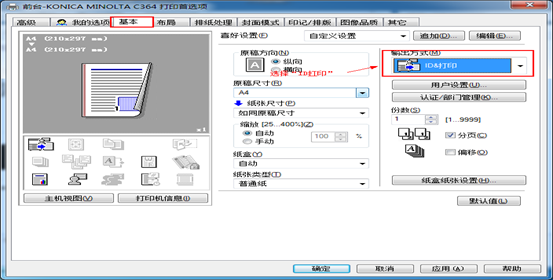 前台-KONICA MINOLTA C364 打印首选项
高级 我的选项 基本 布局 排纸处理 封面模式 印记/排版 图像品质 其它
A4 (210x297 mm)
A4 (210x297 mm)
x1
主机视图(V) 打印机信息(I)
喜好设置 自定义设置 追加(D)... 编辑(E)...
原稿方向(N)
纵向
横向
选择“ID打印”
原稿尺寸(R)
A4
纸张尺寸(P)
如同原稿尺寸
缩放 [25...400%](Z)
自动
手动
100 %
纸盒(Y)
自动
纸张类型(T)
普通纸
输出方式(M)
ID&打印
用户设置(U)...
认证/部门管理(K)...
份数(S)
1 [1...9999]
分页(C)
偏移(O)
纸盒纸张设置(G)...
默认值(L)
确定 取消 应用(A) 帮助